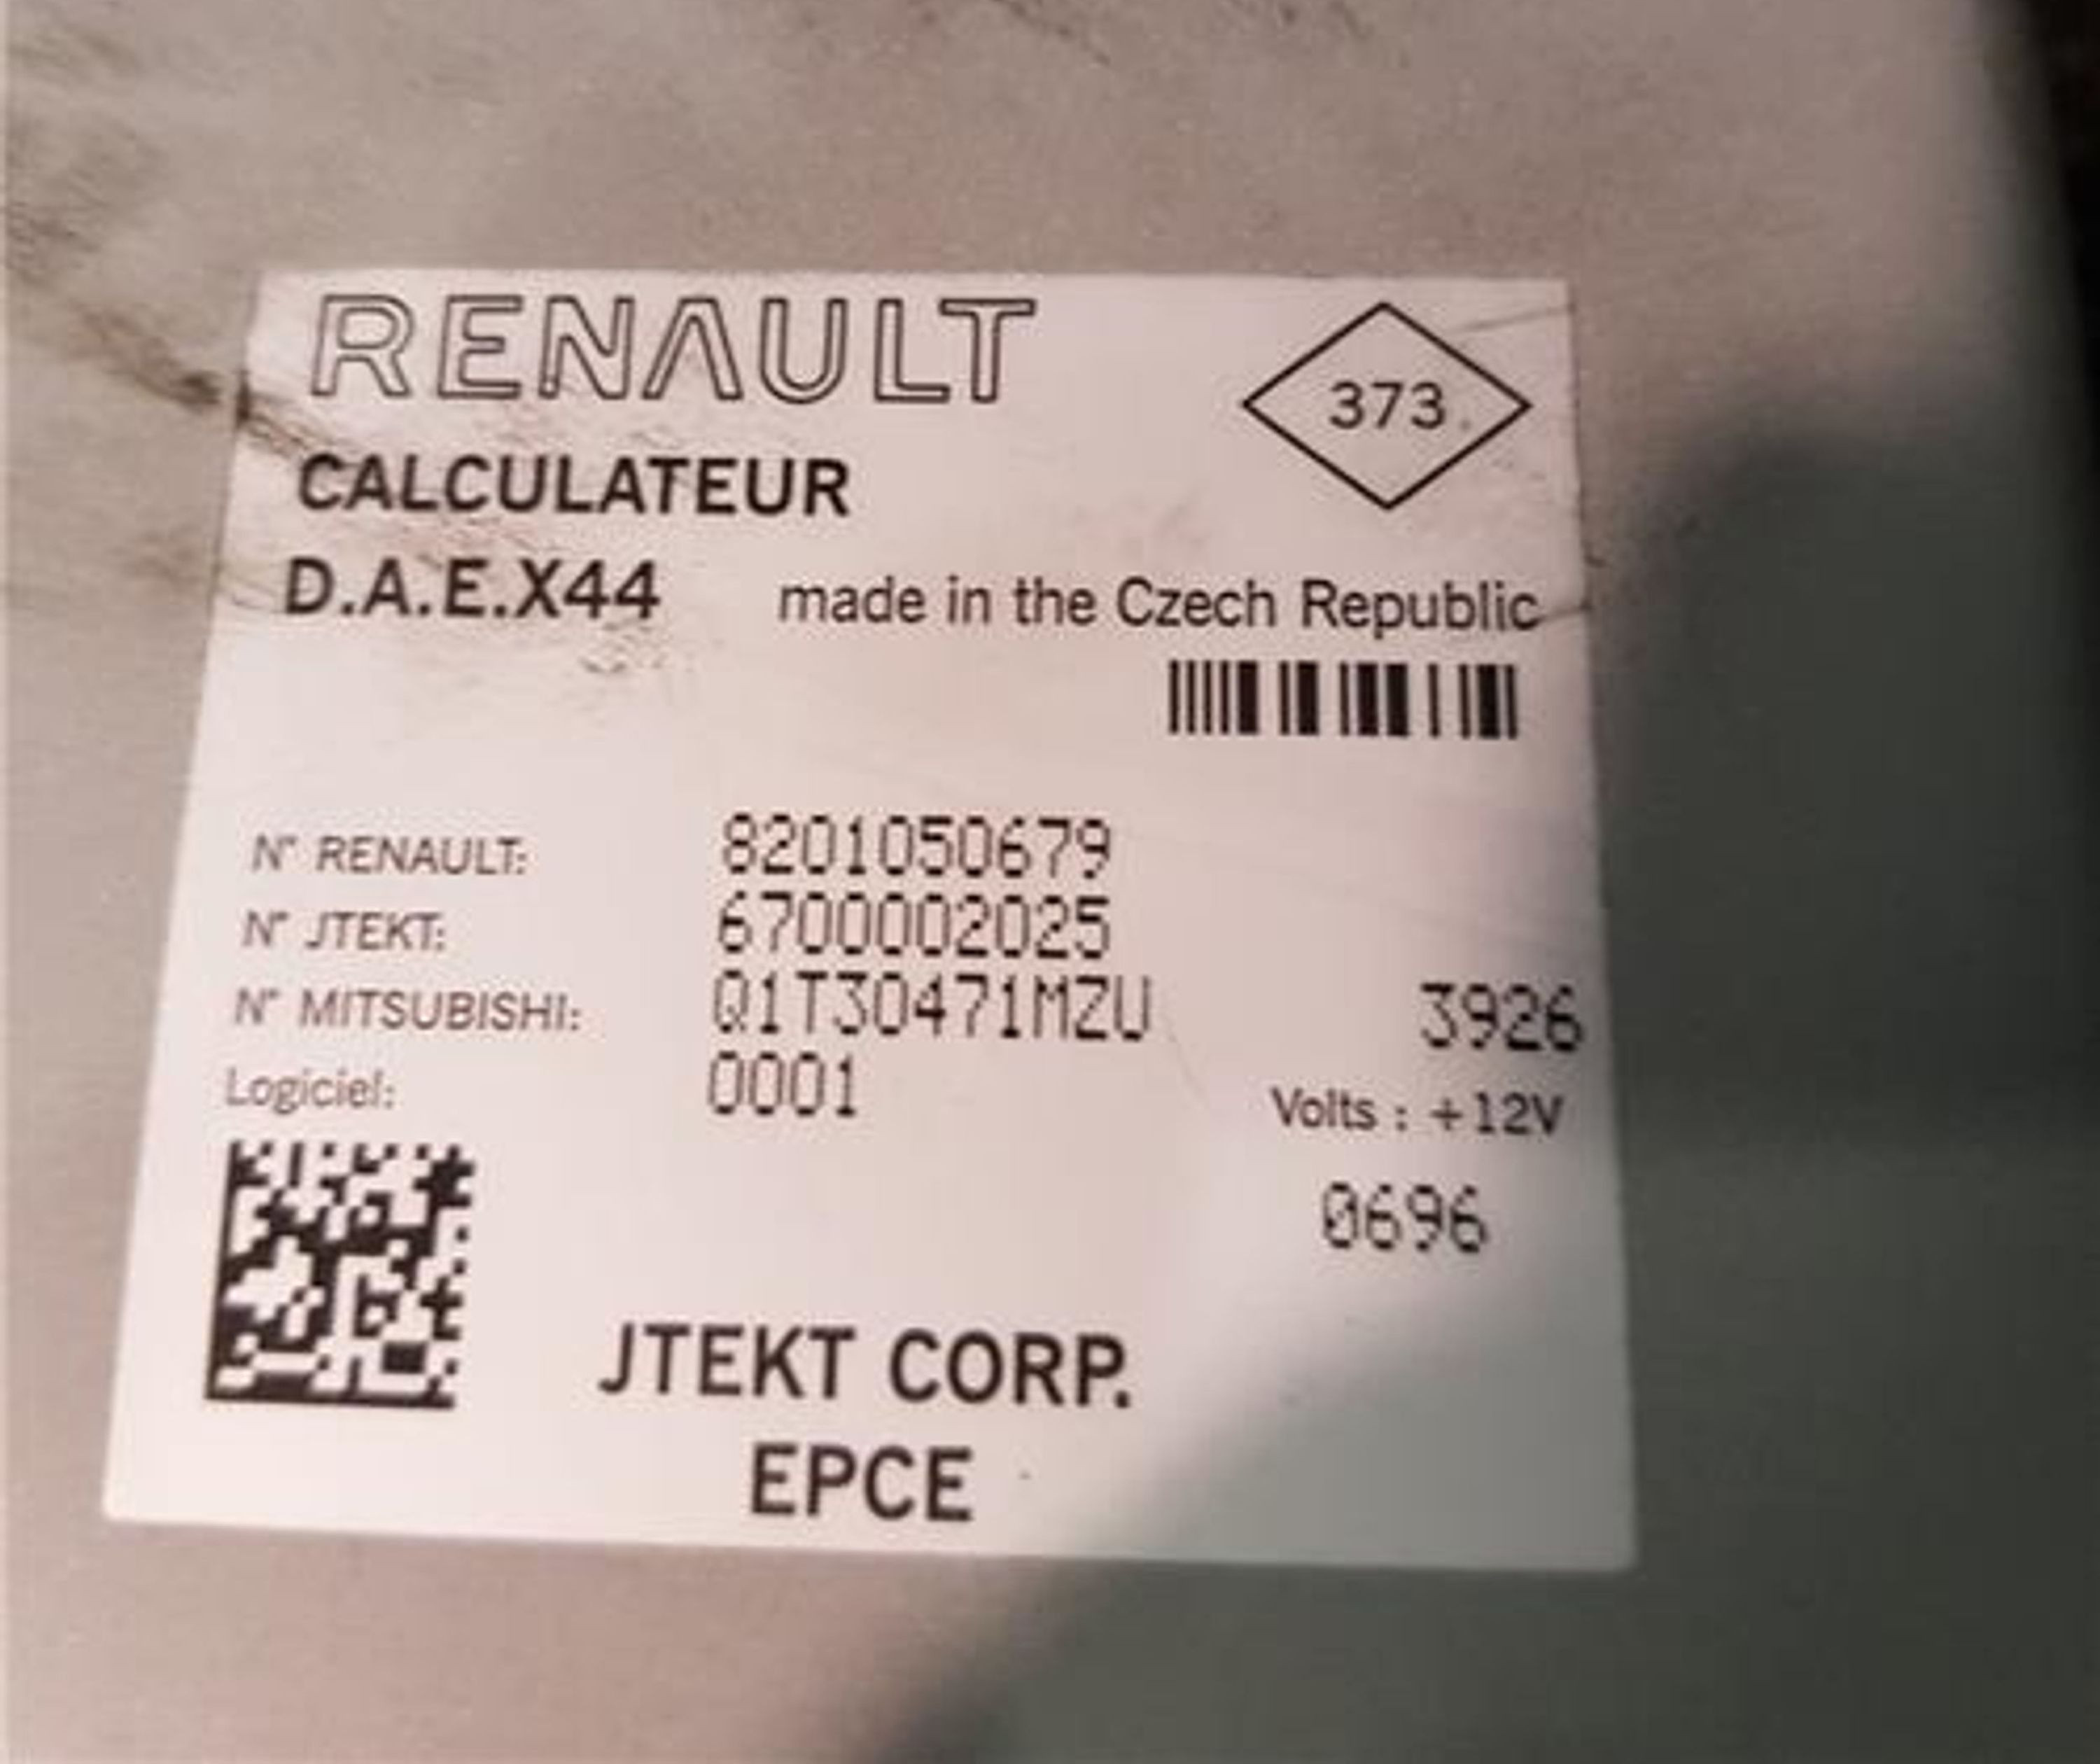 RENAULT
373
CALCULATEUR
D.A.E.X44 made in the Czech Republic
N° RENAULT: 8201050679
N° JTEKT: 6700002025
N° MITSUBISHI: Q1T30471MZU 3926
Logiciel: 0001 Volts : +12V
0696
JTEKT CORP.
EPCE